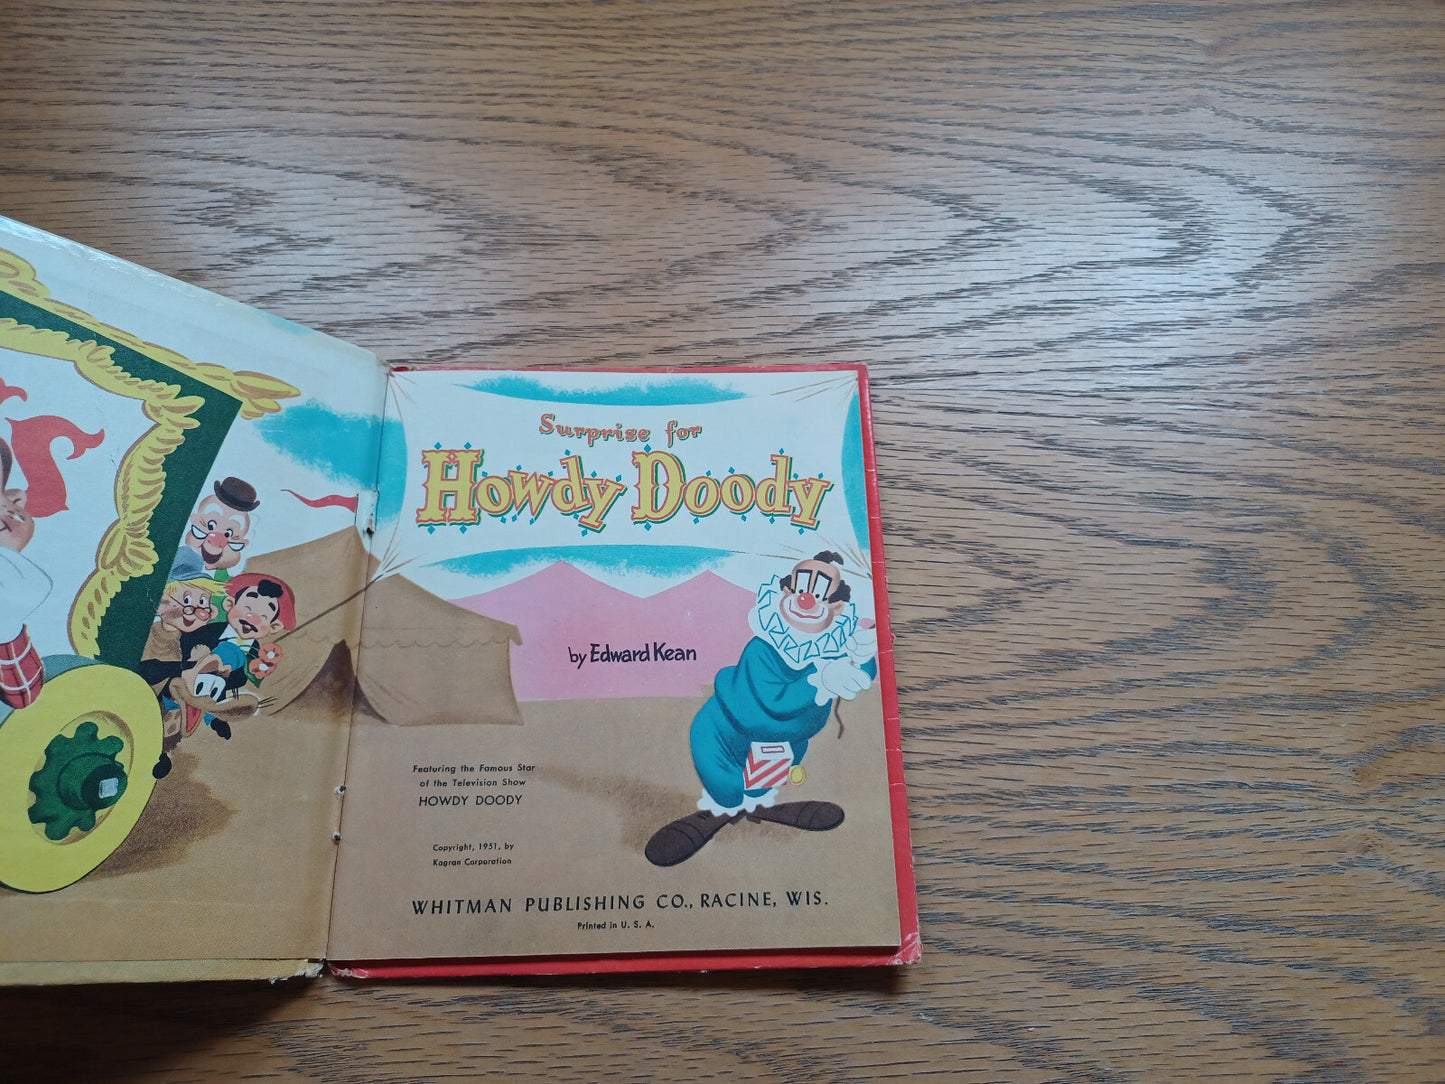 Surprise for
Howdy Doody
by Edward Kean
Featuring the Famous Star
of the Television Show
HOWDY DOODY
Copyright, 1951, by
Kagran Corporation
WHITMAN PUBLISHING CO., RACINE, WIS.
Printed in U. S. A.